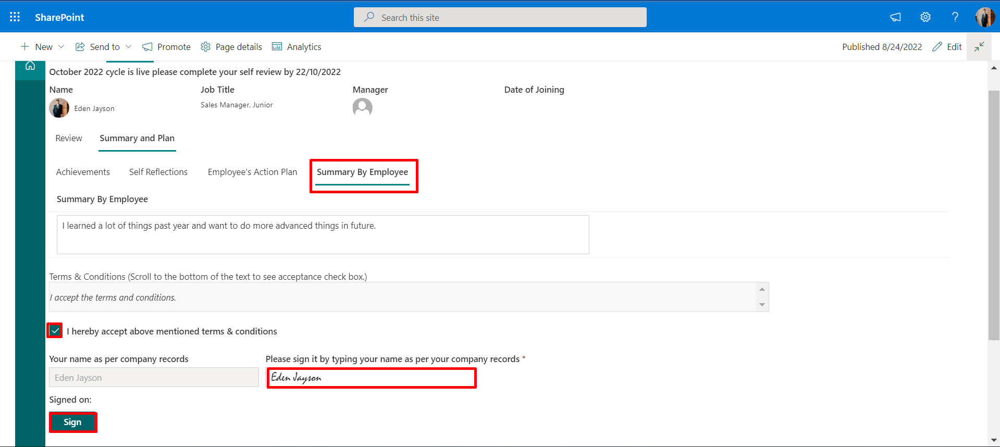 SharePoint Search this site
New Send to Promote Page details Analytics Published 8/24/2022 Edit
October 2022 cycle is live please complete your self review by 22/10/2022
Name Job Title Manager Date of Joining
Eden Jayson Sales Manager, Junior
Review Summary and Plan
Achievements Self Reflections Employee's Action Plan Summary By Employee
Summary By Employee
I learned a lot of things past year and want to do more advanced things in future.
Terms & Conditions (Scroll to the bottom of the text to see acceptance check box.)
I accept the terms and conditions.
I hereby accept above mentioned terms & conditions
Your name as per company records Please sign it by typing your name as per your company records *
Eden Jayson Eden Jayson
Signed on:
Sign